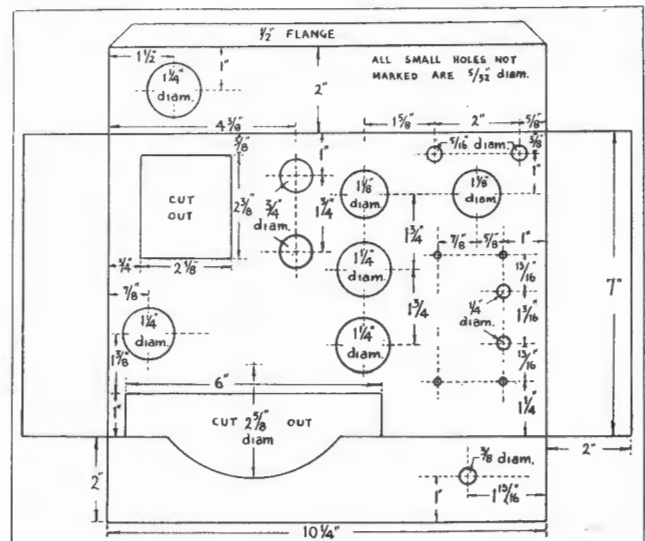 ½" FLANGE
1½"
1"
ALL SMALL HOLES NOT
MARKED ARE 5/32" diam.
1¼"
diam.
2"
1⅝"
2"
⅝"
4⅜"
5/16" diam.
⅜"
⅝"
1"
1"
CUT
OUT
2⅜"
¾"
diam.
1¾"
1⅛"
diam.
1⅛"
diam.
1¾"
⅞"
⅝"
1"
¾"
2⅛"
1¼"
diam.
13/16"
7"
⅞"
1¾
¼"
diam.
1 3/16"
1¼"
diam.
1¼"
diam.
13/16"
1⅜"
6"
1"
CUT 2⅝" OUT
diam
1¼"
2"
⅜ diam.
2"
1"
1 13/16"
10¼"